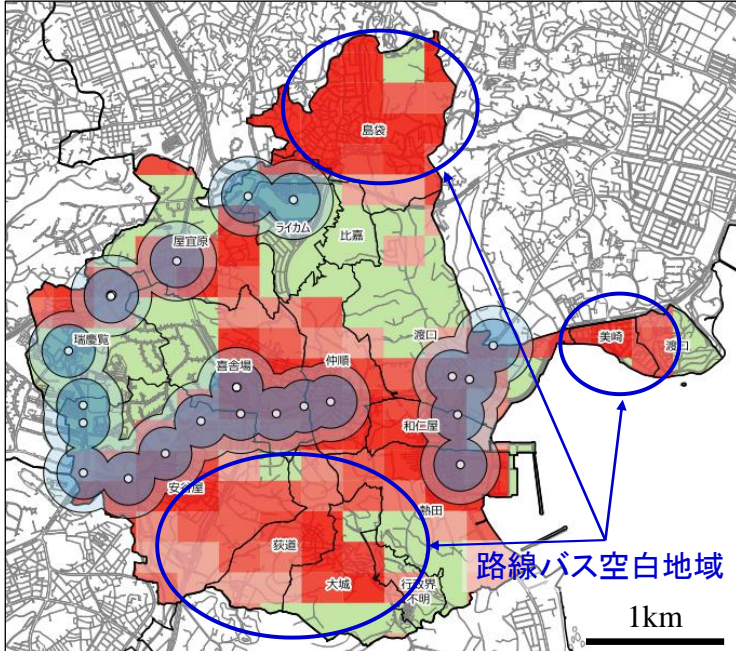 島袋
ライカム
比嘉
屋宜原
渡口
美崎
渡口
瑞慶覧
喜舎場
仲順
和仁屋
安谷屋
熱田
荻道
路線バス空白地域
大城
行政界
不明
1km